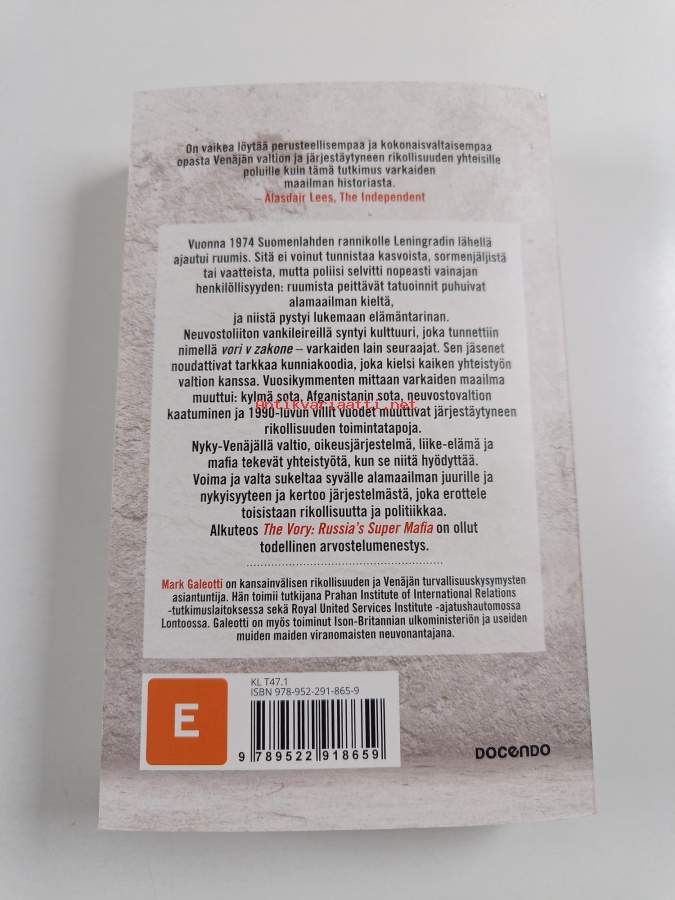 On vaikea löytää perusteellisempaa ja kokonaisvaltaisempaa
opasta Venäjän valtion ja järjestäytyneen rikollisuuden yhteisille
poluille kuin tämä tutkimus varkaiden
maailman historiasta.
– Alasdair Lees, The Independent
Vuonna 1974 Suomenlahden rannikolle Leningradin lähellä
ajautui ruumis. Sitä ei voinut tunnistaa kasvoista, sormenjäljistä
tai vaatteista, mutta poliisi selvitti nopeasti vainajan
henkilöllisyyden: ruumista peittävät tatuoinnit puhuivat
alamaailman kieltä,
ja niistä pystyi lukemaan elämäntarinan.
Neuvostoliiton vankileireillä syntyi kulttuuri, joka tunnettiin
nimellä vori v zakone – varkaiden lain seuraajat. Sen jäsenet
noudattivat tarkkaa kunniakoodia, joka kielsi kaiken yhteistyön
valtion kanssa. Vuosikymmenten mittaan varkaiden maailma
muuttui: kylmä sota, Afganistanin sota, neuvostovaltion
Antikvariaatti.net
kaatuminen ja 1990-luvun villit vuodet muuttivat järjestäytyneen
rikollisuuden toimintatapoja.
Nyky-Venäjällä valtio, oikeusjärjestelmä, liike-elämä ja
mafia tekevät yhteistyötä, kun se niitä hyödyttää.
Voima ja valta sukeltaa syvälle alamaailman juurille ja
nykyisyyteen ja kertoo järjestelmästä, joka erottele
toisistaan rikollisuutta ja politiikkaa.
Alkuteos The Vory: Russia's Super Mafia on ollut
todellinen arvostelumenestys.
Mark Galeotti on kansainvälisen rikollisuuden ja Venäjän turvallisuuskysymysten
asiantuntija. Hän toimii tutkijana Prahan Institute of International Relations
-tutkimuslaitoksessa sekä Royal United Services Institute -ajatushautomossa
Lontoossa. Galeotti on myös toiminut Ison-Britannian ulkoministeriön ja useiden
muiden maiden viranomaisten neuvonantajana.
E
KL T47.1
ISBN 978-952-291-865-9
9 789522 918659
DOCENDO